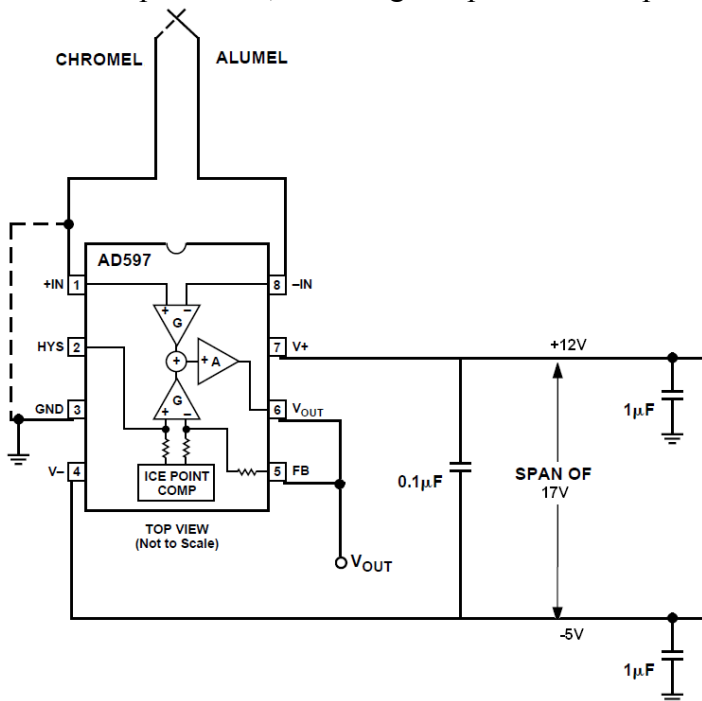 CHROMEL
ALUMEL
AD597
+IN 1
8 –IN
G
HYS 2
7 V+
+12V
+ A
GND 3
G
6 VOUT
1µF
V– 4
ICE POINT
COMP
5 FB
0.1µF
SPAN OF
17V
TOP VIEW
(Not to Scale)
VOUT
-5V
1µF